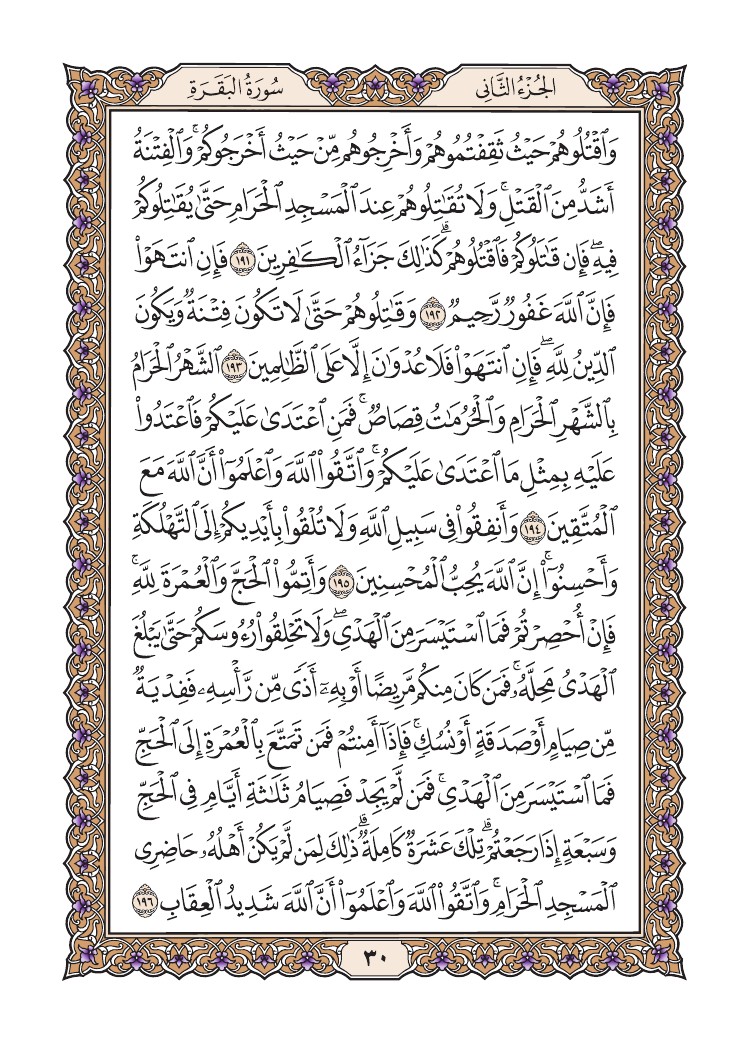 الجُزْءُ الثَّانِي
سُورَةُ البَقَرَةِ
وَٱقۡتُلُوهُمۡ حَيۡثُ ثَقِفۡتُمُوهُمۡ وَأَخۡرِجُوهُم مِّنۡ حَيۡثُ أَخۡرَجُوكُمۡۚ وَٱلۡفِتۡنَةُ
أَشَدُّ مِنَ ٱلۡقَتۡلِۚ وَلَا تُقَٰتِلُوهُمۡ عِندَ ٱلۡمَسۡجِدِ ٱلۡحَرَامِ حَتَّىٰ يُقَٰتِلُوكُمۡ
فِيهِۖ فَإِن قَٰتَلُوكُمۡ فَٱقۡتُلُوهُمۡۗ كَذَٰلِكَ جَزَآءُ ٱلۡكَٰفِرِينَ ١٩١ فَإِنِ ٱنتَهَوۡاْ
فَإِنَّ ٱللَّهَ غَفُورٞ رَّحِيمٞ ١٩٢ وَقَٰتِلُوهُمۡ حَتَّىٰ لَا تَكُونَ فِتۡنَةٞ وَيَكُونَ
ٱلدِّينُ لِلَّهِۖ فَإِنِ ٱنتَهَوۡاْ فَلَا عُدۡوَٰنَ إِلَّا عَلَى ٱلظَّٰلِمِينَ ١٩٣ ٱلشَّهۡرُ ٱلۡحَرَامُ
بِٱلشَّهۡرِ ٱلۡحَرَامِ وَٱلۡحُرُمَٰتُ قِصَاصٞۚ فَمَنِ ٱعۡتَدَىٰ عَلَيۡكُمۡ فَٱعۡتَدُواْ
عَلَيۡهِ بِمِثۡلِ مَا ٱعۡتَدَىٰ عَلَيۡكُمۡۚ وَٱتَّقُواْ ٱللَّهَ وَٱعۡلَمُوٓاْ أَنَّ ٱللَّهَ مَعَ
ٱلۡمُتَّقِينَ ١٩٤ وَأَنفِقُواْ فِي سَبِيلِ ٱللَّهِ وَلَا تُلۡقُواْ بِأَيۡدِيكُمۡ إِلَى ٱلتَّهۡلُكَةِ
وَأَحۡسِنُوٓاْۚ إِنَّ ٱللَّهَ يُحِبُّ ٱلۡمُحۡسِنِينَ ١٩٥ وَأَتِمُّواْ ٱلۡحَجَّ وَٱلۡعُمۡرَةَ لِلَّهِۚ
فَإِنۡ أُحۡصِرۡتُمۡ فَمَا ٱسۡتَيۡسَرَ مِنَ ٱلۡهَدۡيِۖ وَلَا تَحۡلِقُواْ رُءُوسَكُمۡ حَتَّىٰ يَبۡلُغَ
ٱلۡهَدۡيُ مَحِلَّهُۥۚ فَمَن كَانَ مِنكُم مَّرِيضًا أَوۡ بِهِۦٓ أَذٗى مِّن رَّأۡسِهِۦ فَفِدۡيَةٞ
مِّن صِيَامٍ أَوۡ صَدَقَةٍ أَوۡ نُسُكٖۚ فَإِذَآ أَمِنتُمۡ فَمَن تَمَتَّعَ بِٱلۡعُمۡرَةِ إِلَى ٱلۡحَجِّ
فَمَا ٱسۡتَيۡسَرَ مِنَ ٱلۡهَدۡيِۚ فَمَن لَّمۡ يَجِدۡ فَصِيَامُ ثَلَٰثَةِ أَيَّامٖ فِي ٱلۡحَجِّ
وَسَبۡعَةٍ إِذَا رَجَعۡتُمۡۗ تِلۡكَ عَشَرَةٞ كَامِلَةٞۗ ذَٰلِكَ لِمَن لَّمۡ يَكُنۡ أَهۡلُهُۥ حَاضِرِي
ٱلۡمَسۡجِدِ ٱلۡحَرَامِۚ وَٱتَّقُواْ ٱللَّهَ وَٱعۡلَمُوٓاْ أَنَّ ٱللَّهَ شَدِيدُ ٱلۡعِقَابِ ١٩٦
٣٠